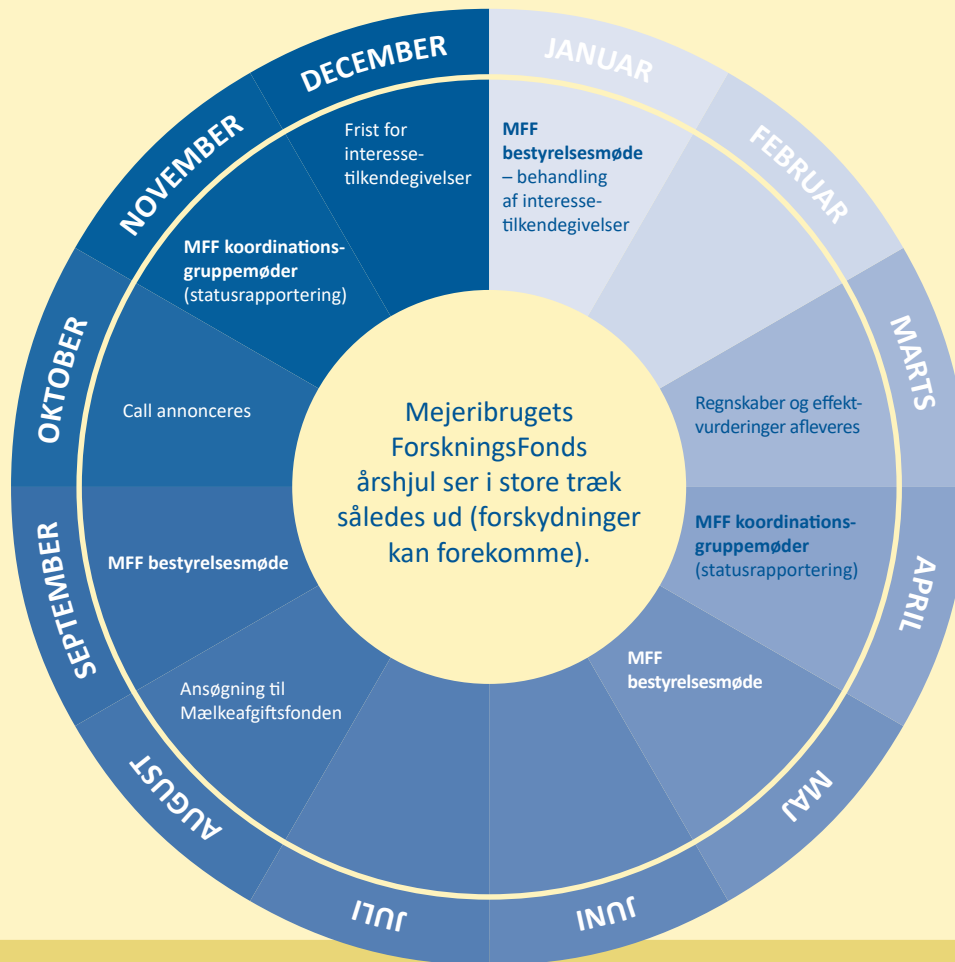 JANUAR
MFF
bestyrelsesmøde
– behandling
af interesse-
tilkendegivelser
FEBRUAR
MARTS
Regnskaber og effekt-
vurderinger afleveres
APRIL
MFF koordinations-
gruppemøder
(statusrapportering)
MAJ
MFF
bestyrelsesmøde
JUNI
JULI
AUGUST
Ansøgning til
Mælkeafgiftsfonden
SEPTEMBER
MFF bestyrelsesmøde
OKTOBER
Call annonceres
NOVEMBER
MFF koordinations-
gruppemøder
(statusrapportering)
DECEMBER
Frist for
interesse-
tilkendegivelser
Mejeribrugets
ForskningsFonds
årshjul ser i store træk
således ud (forskydninger
kan forekomme).